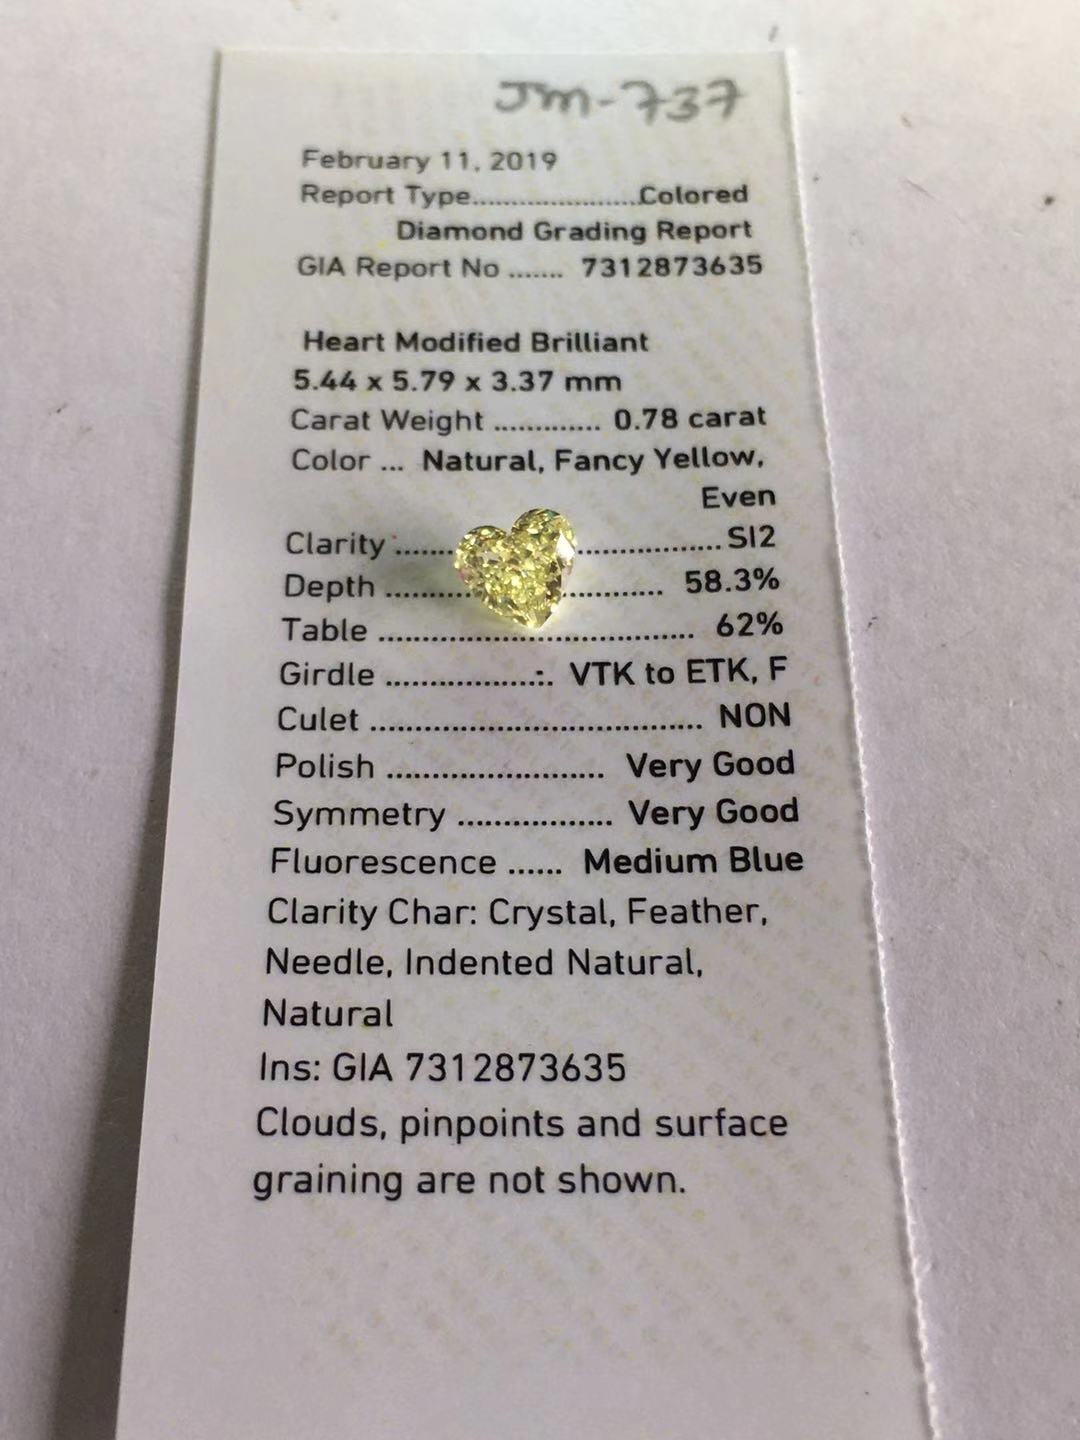 Jm-737
February 11, 2019
Report Type......................Colored
Diamond Grading Report
GIA Report No ....... 7312873635
Heart Modified Brilliant
5.44 x 5.79 x 3.37 mm
Carat Weight ............. 0.78 carat
Color ... Natural, Fancy Yellow,
Even
Clarity ....................... SI2
Depth ....................... 58.3%
Table .................................... 62%
Girdle .................:. VTK to ETK, F
Culet ...................................... NON
Polish ......................... Very Good
Symmetry .................. Very Good
Fluorescence ...... Medium Blue
Clarity Char: Crystal, Feather,
Needle, Indented Natural,
Natural
Ins: GIA 7312873635
Clouds, pinpoints and surface
graining are not shown.